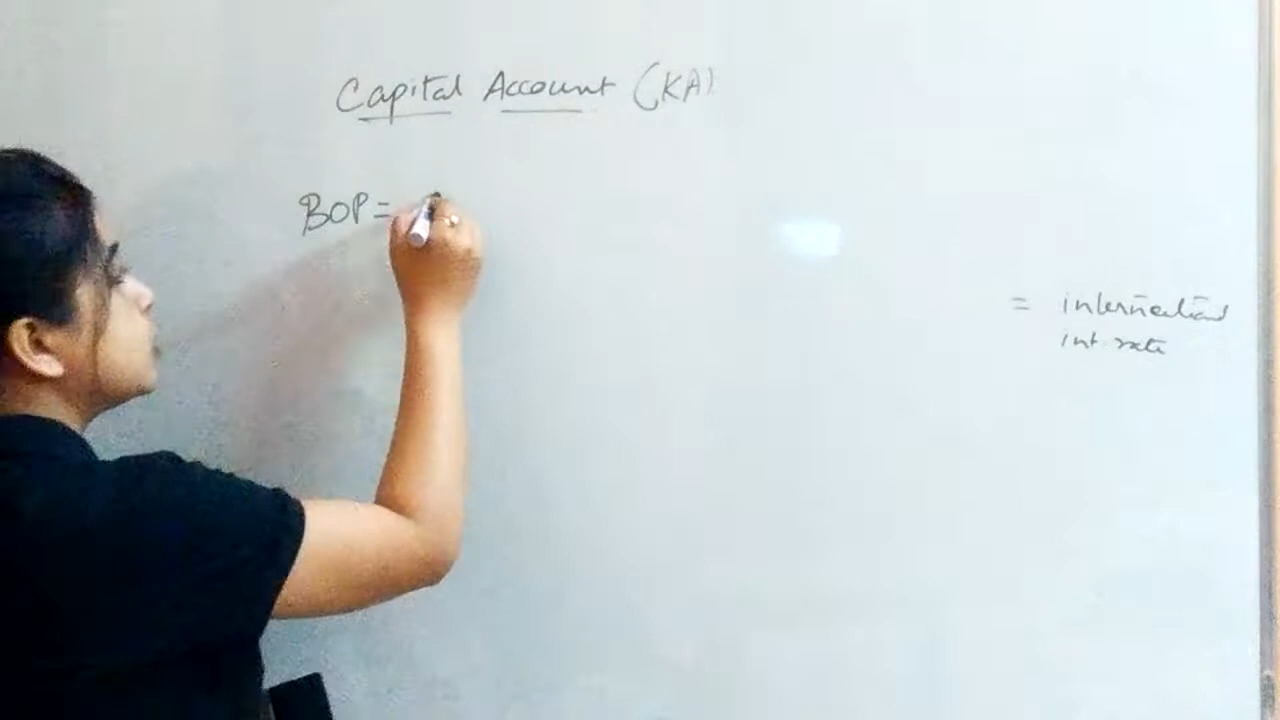 Capital Account (KA)
BOP =
= international
int. rate